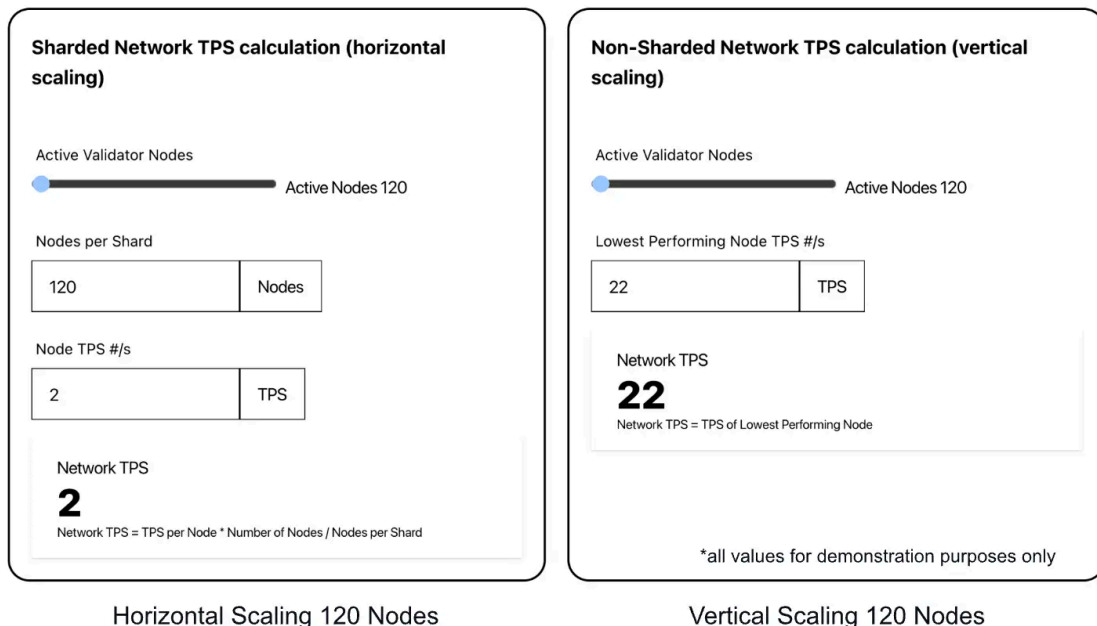 Sharded Network TPS calculation (horizontal
scaling)
Active Validator Nodes
Active Nodes 120
Nodes per Shard
120 Nodes
Node TPS #/s
2 TPS
Network TPS
2
Network TPS = TPS per Node * Number of Nodes / Nodes per Shard
Horizontal Scaling 120 Nodes
Non-Sharded Network TPS calculation (vertical
scaling)
Active Validator Nodes
Active Nodes 120
Lowest Performing Node TPS #/s
22 TPS
Network TPS
22
Network TPS = TPS of Lowest Performing Node
*all values for demonstration purposes only
Vertical Scaling 120 Nodes